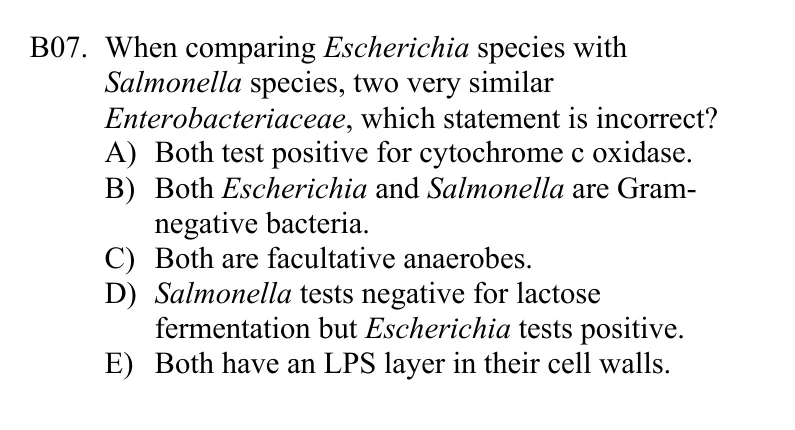 B07. When comparing Escherichia species with
Salmonella species, two very similar
Enterobacteriaceae, which statement is incorrect?
A) Both test positive for cytochrome c oxidase.
B) Both Escherichia and Salmonella are Gram-
negative bacteria.
C) Both are facultative anaerobes.
D) Salmonella tests negative for lactose
fermentation but Escherichia tests positive.
E) Both have an LPS layer in their cell walls.